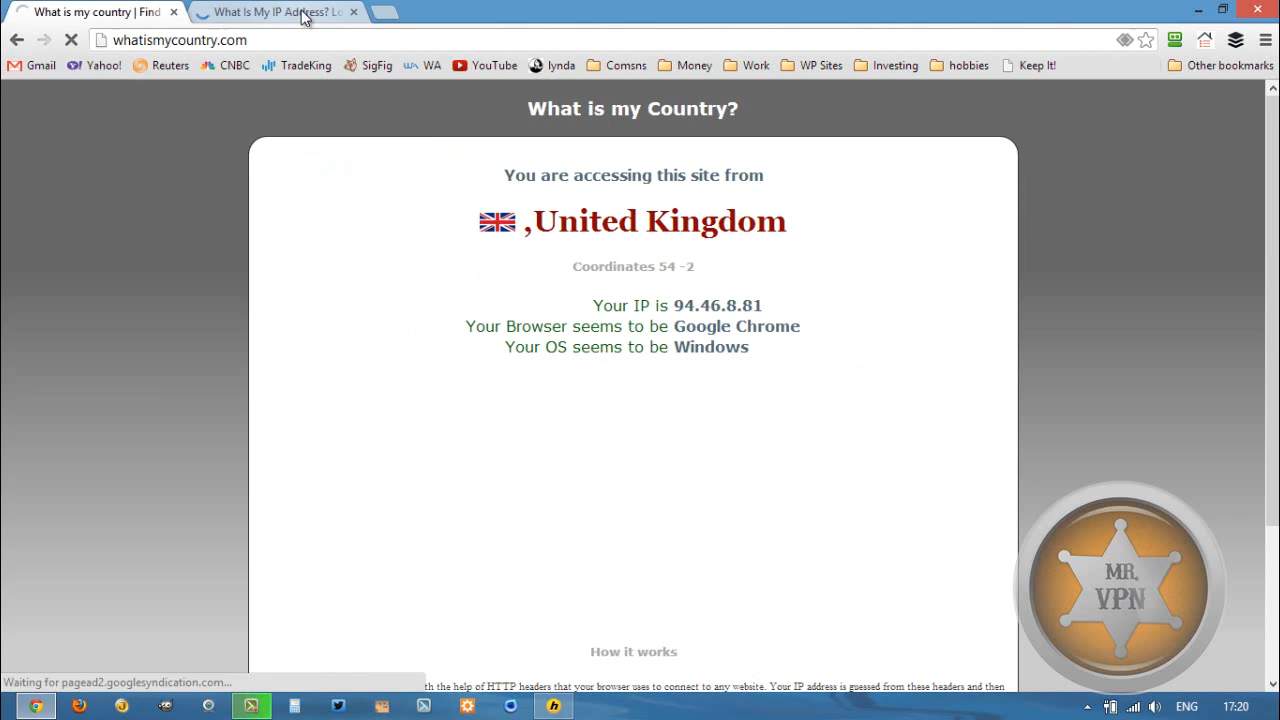 What is my country | Find
What Is My IP Address? Lo
whatismycountry.com
Gmail
Yahoo!
Reuters
CNBC
TradeKing
SigFig
WA
YouTube
lynda
Comsns
Money
Work
WP Sites
Investing
hobbies
Keep It!
Other bookmarks
What is my Country?
You are accessing this site from
,United Kingdom
Coordinates 54 -2
Your IP is 94.46.8.81
Your Browser seems to be Google Chrome
Your OS seems to be Windows
MR.
VPN
How it works
Waiting for pagead2.googlesyndication.com...
th the help of HTTP headers that your browser uses to connect to any website. Your IP address is guessed from these headers and then
ENG
17:20